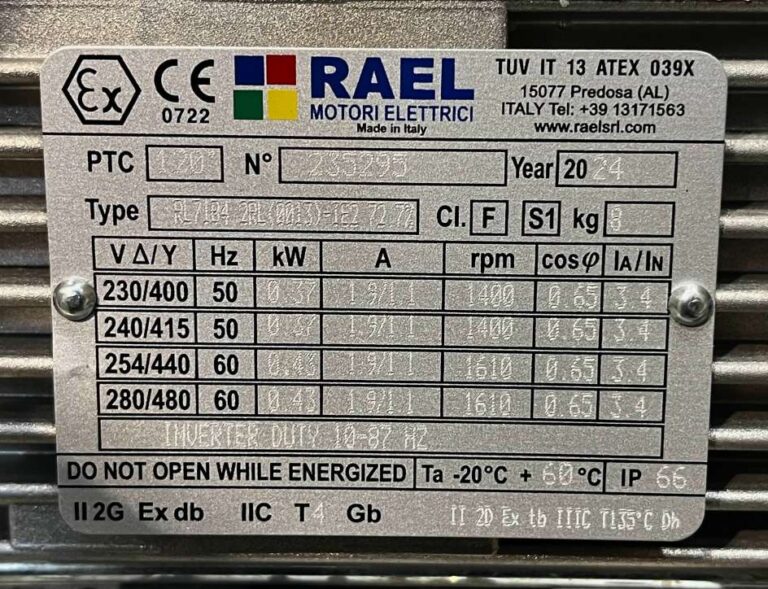 Ex CE 0722 RAEL MOTORI ELETTRICI Made in Italy
TUV IT 13 ATEX 039X
15077 Predosa (AL)
ITALY Tel: +39 13171563
www.raelsrl.com
PTC 120 N° 235295 Year 2024
Type RL71B4 2RL(0013)-IE2 72 72 Cl. F S1 kg 8
V Δ/Y Hz kW A rpm cosφ IA/IN
230/400 50 0.37 1.9/1.1 1400 0.65 3.4
240/415 50 0.37 1.9/1.1 1400 0.65 3.4
254/440 60 0.43 1.9/1.1 1610 0.65 3.4
280/480 60 0.43 1.9/1.1 1610 0.65 3.4
INVERTER DUTY 10-87 HZ
DO NOT OPEN WHILE ENERGIZED Ta -20°C + 60°C IP 66
II 2G Ex db IIC T4 Gb II 2D Ex tb IIIC T135°C Db